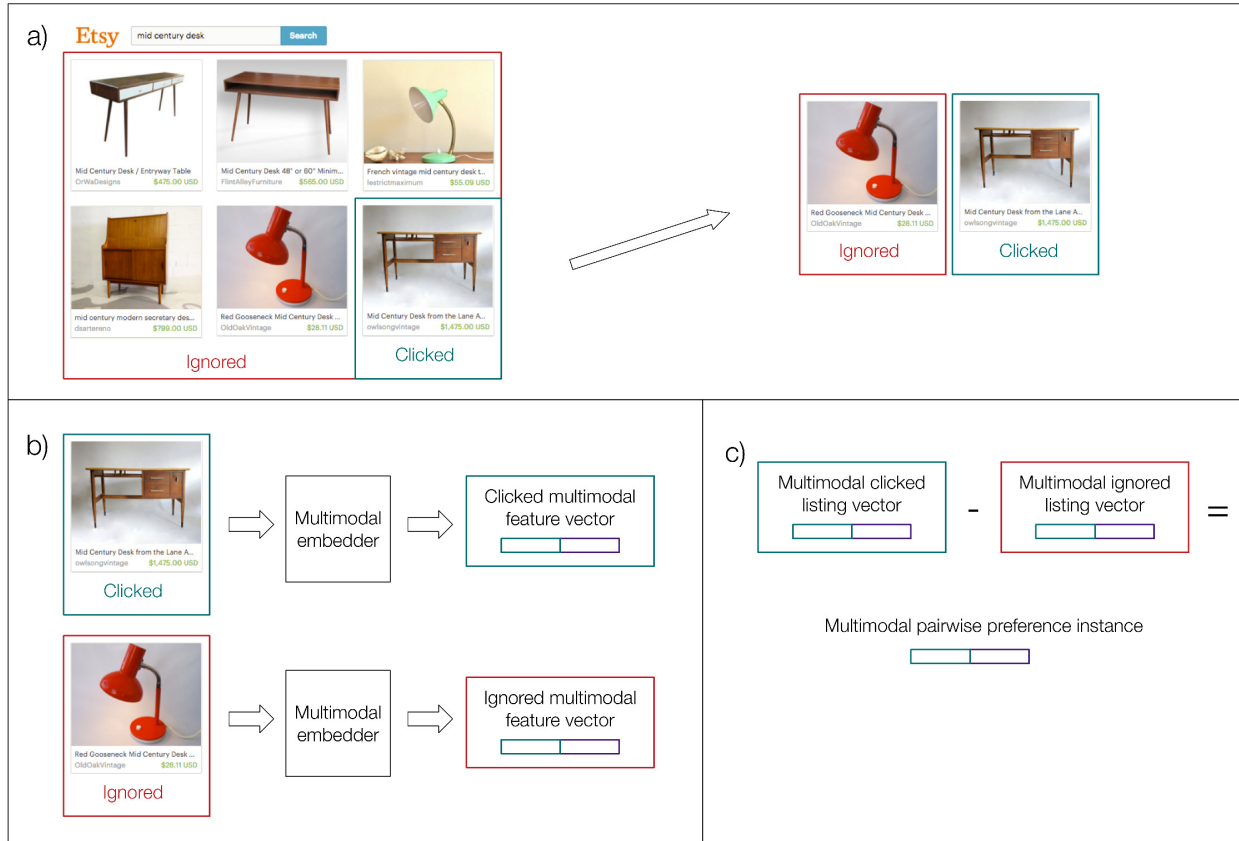 a)
Etsy
mid century desk
Search
Mid Century Desk / Entryway Table
OrWaDesigns $475.00 USD
Mid Century Desk 48" or 60" Minim...
FlintAlleyFurniture $565.00 USD
French vintage mid century desk t...
lestriotmaximum $55.09 USD
mid century modern secretary des...
dsartereno $799.00 USD
Red Gooseneck Mid Century Desk ...
OldOakVintage $28.11 USD
Mid Century Desk from the Lane A...
owlsongvintage $1,475.00 USD
Ignored
Clicked
Red Gooseneck Mid Century Desk ...
OldOakVintage $28.11 USD
Ignored
Mid Century Desk from the Lane A...
owlsongvintage $1,475.00 USD
Clicked
b)
Mid Century Desk from the Lane A...
owlsongvintage $1,475.00 USD
Clicked
Multimodal
embedder
Clicked multimodal
feature vector
Red Gooseneck Mid Century Desk ...
OldOakVintage $28.11 USD
Ignored
Multimodal
embedder
Ignored multimodal
feature vector
c)
Multimodal clicked
listing vector
-
Multimodal ignored
listing vector
=
Multimodal pairwise preference instance